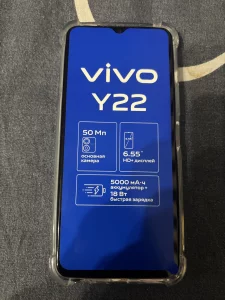 vivo
Y22
50 Мп
основная
камера
6.55"
HD+ дисплей
5000 мА·ч
аккумулятор +
18 Вт
быстрая зарядка